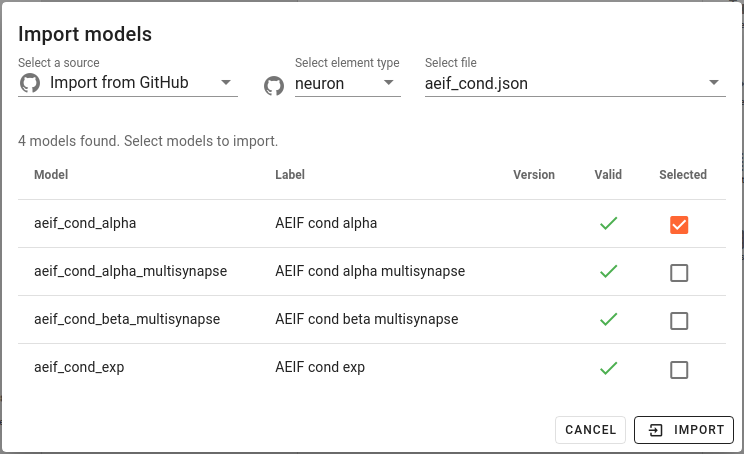 Import models
Select a source Select element type Select file
Import from GitHub neuron aeif_cond.json
4 models found. Select models to import.
Model Label Version Valid Selected
aeif_cond_alpha AEIF cond alpha
aeif_cond_alpha_multisynapse AEIF cond alpha multisynapse
aeif_cond_beta_multisynapse AEIF cond beta multisynapse
aeif_cond_exp AEIF cond exp
CANCEL IMPORT